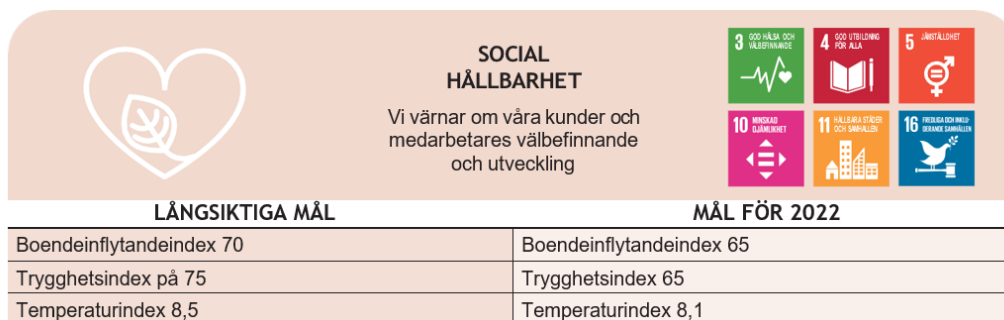 SOCIAL
HÅLLBARHET
Vi värnar om våra kunder och
medarbetares välbefinnande
och utveckling
3 GOD HÄLSA OCH
VÄLBEFINNANDE
4 GOD UTBILDNING
FÖR ALLA
5 JÄMSTÄLLDHET
10 MINSKAD
OJÄMLIKHET
11 HÅLLBARA STÄDER
OCH SAMHÄLLEN
16 FREDLIGA OCH INKLU-
DERANDE SAMHÄLLEN
LÅNGSIKTIGA MÅL
MÅL FÖR 2022
Boendeinflytandeindex 70
Boendeinflytandeindex 65
Trygghetsindex på 75
Trygghetsindex 65
Temperaturindex 8,5
Temperaturindex 8,1